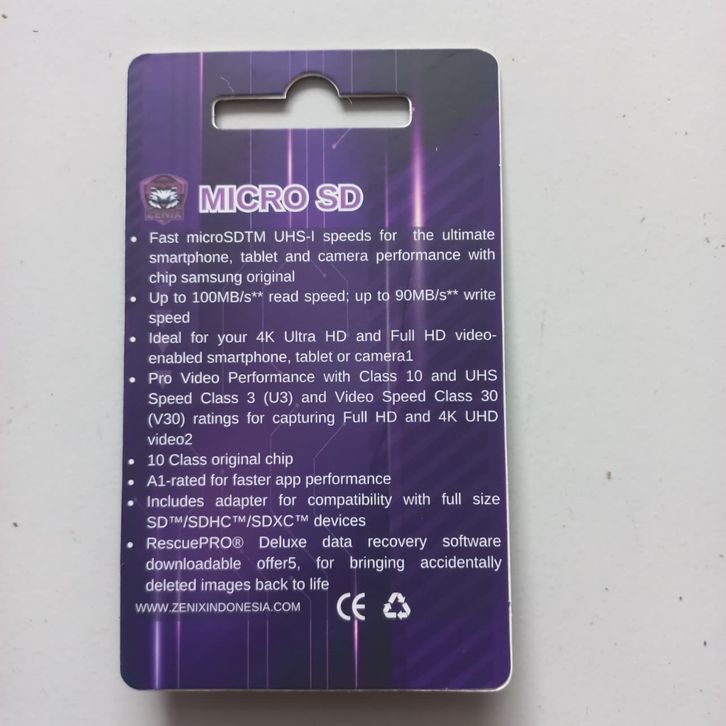 ZENIX
MICRO SD
• Fast microSDTM UHS-I speeds for the ultimate
smartphone, tablet and camera performance with
chip samsung original
• Up to 100MB/s** read speed; up to 90MB/s** write
speed
• Ideal for your 4K Ultra HD and Full HD video-
enabled smartphone, tablet or camera1
• Pro Video Performance with Class 10 and UHS
Speed Class 3 (U3) and Video Speed Class 30
(V30) ratings for capturing Full HD and 4K UHD
video2
• 10 Class original chip
• A1-rated for faster app performance
• Includes adapter for compatibility with full size
SD™/SDHC™/SDXC™ devices
• RescuePRO® Deluxe data recovery software
downloadable offer5, for bringing accidentally
deleted images back to life
WWW.ZENIXINDONESIA.COM CE